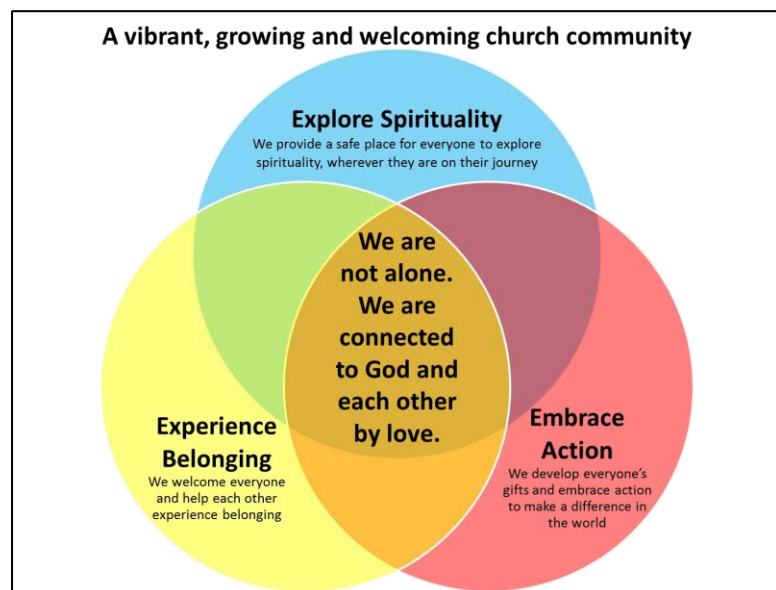 A vibrant, growing and welcoming church community
Explore Spirituality
We provide a safe place for everyone to explore
spirituality, wherever they are on their journey
We are
not alone.
We are
connected
to God and
each other
by love.
Experience
Belonging
We welcome everyone
and help each other
experience belonging
Embrace
Action
We develop everyone's
gifts and embrace action
to make a difference in
the world